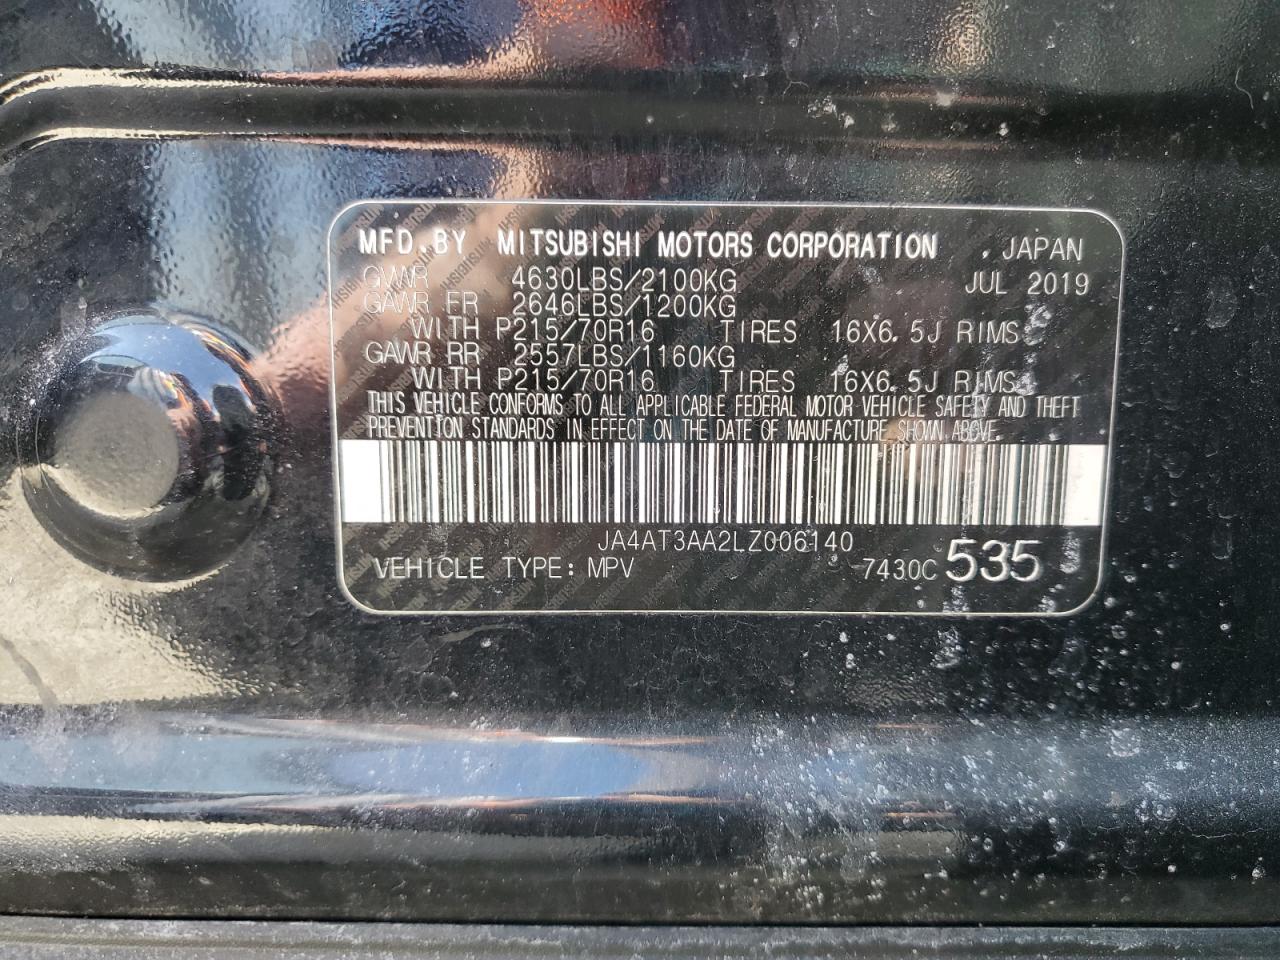 MFD. BY MITSUBISHI MOTORS CORPORATION . JAPAN
GVWR 4630LBS/2100KG JUL 2019
GAWR FR 2646LBS/1200KG
WITH P215/70R16 TIRES 16X6.5J RIMS
GAWR RR 2557LBS/1160KG
WITH P215/70R16 TIRES 16X6.5J RIMS
THIS VEHICLE CONFORMS TO ALL APPLICABLE FEDERAL MOTOR VEHICLE SAFETY AND THEFT
PREVENTION STANDARDS IN EFFECT ON THE DATE OF MANUFACTURE SHOWN ABOVE.
JA4AT3AA2LZ006140
VEHICLE TYPE: MPV 7430C 535